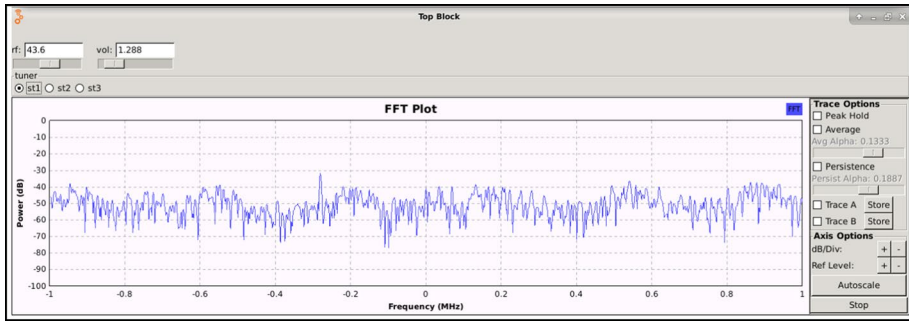 Top Block
rf: 43.6 vol: 1.288
tuner
st1 st2 st3
FFT Plot
FFT
Power (dB)
0
-10
-20
-30
-40
-50
-60
-70
-80
-90
-100
-1 -0.8 -0.6 -0.4 -0.2 0 0.2 0.4 0.6 0.8 1
Frequency (MHz)
Trace Options
Peak Hold
Average
Avg Alpha: 0.1333
Persistence
Persist Alpha: 0.1887
Trace A Store
Trace B Store
Axis Options
dB/Div: + -
Ref Level: + -
Autoscale
Stop